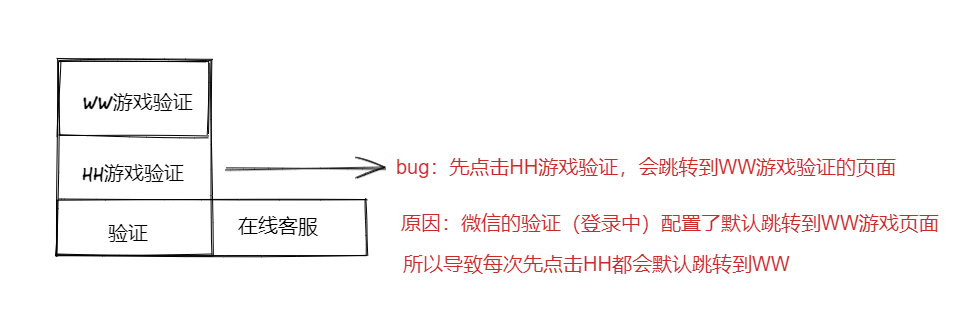 WW游戏验证
HH游戏验证
bug：先点击HH游戏验证，会跳转到WW游戏验证的页面
验证
在线客服
原因：微信的验证（登录中）配置了默认跳转到WW游戏页面
所以导致每次先点击HH都会默认跳转到WW